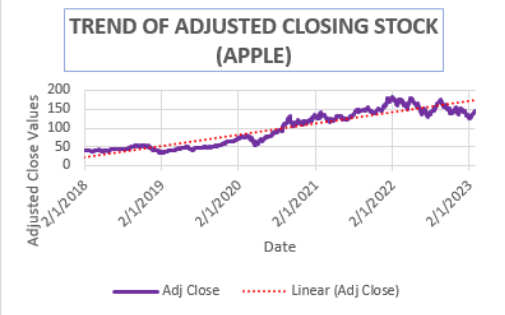 TREND OF ADJUSTED CLOSING STOCK
(APPLE)
Adjusted Close Values
200
150
100
50
0
2/1/2018
2/1/2019
2/1/2020
2/1/2021
2/1/2022
2/1/2023
Date
Adj Close
Linear (Adj Close)